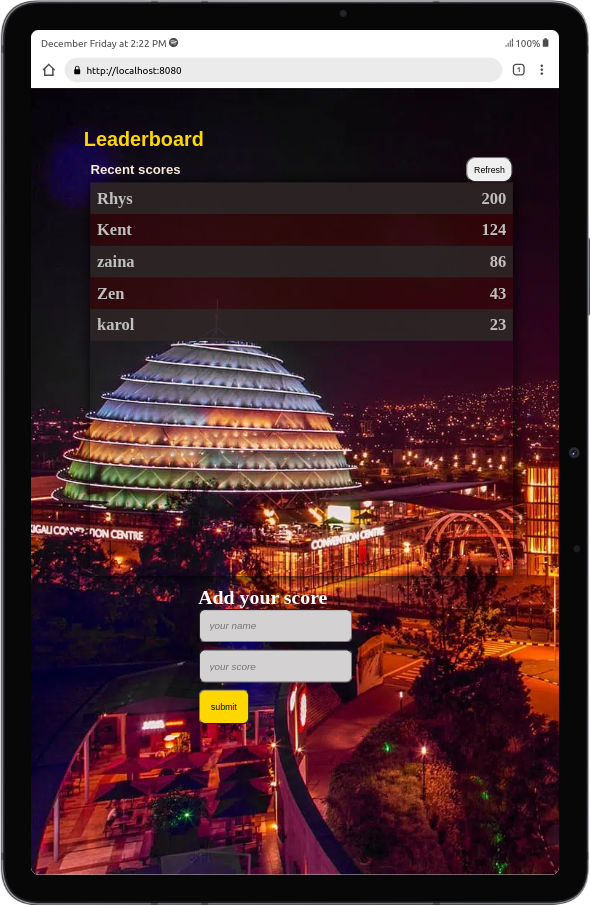 December Friday at 2:22 PM 100%
http://localhost:8080 1
Leaderboard
Recent scores Refresh
Rhys 200
Kent 124
zaina 86
Zen 43
karol 23
KIGALI CONVENTION CENTRE
CONVENTION CENTRE
Add your score
your name
your score
submit